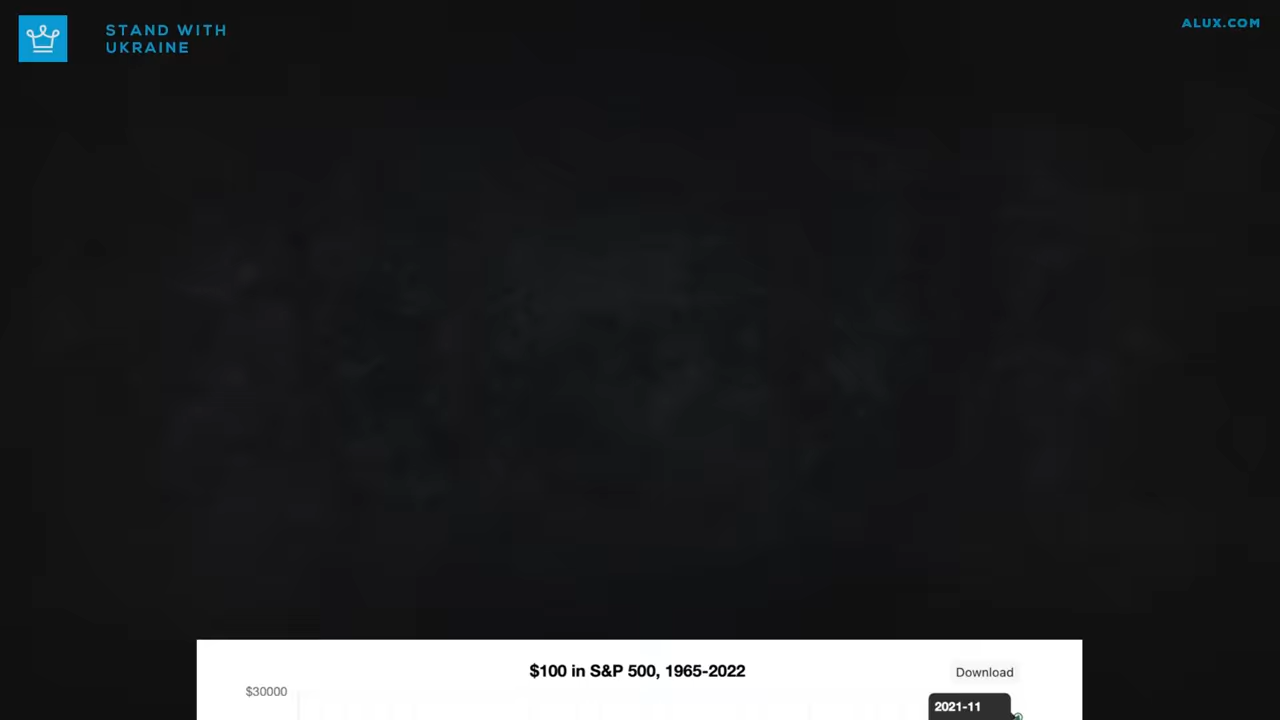 STAND WITH
UKRAINE
ALUX.COM
$100 in S&P 500, 1965-2022
Download
$30000
2021-11